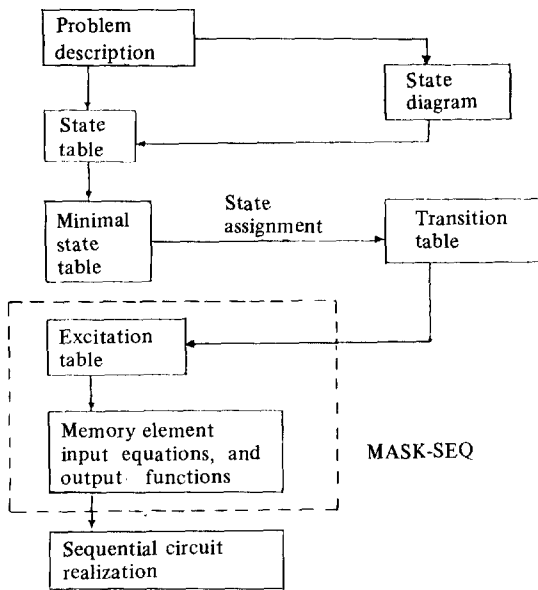 Problem
description
State
diagram
State
table
Minimal
state
table
State
assignment
Transition
table
Excitation
table
Memory element
input equations, and
output functions
MASK-SEQ
Sequential circuit
realization